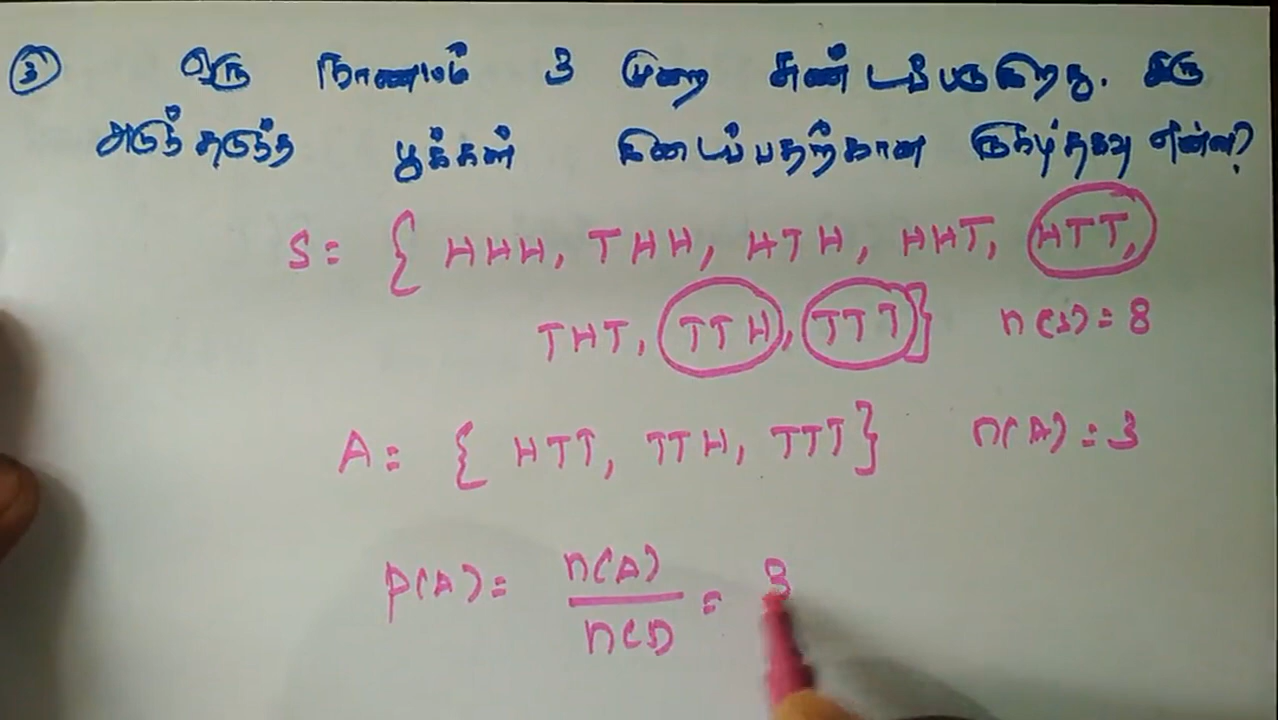 ③ ஒரு நாணயம் 3 முறை சுண்டப்படுகிறது. இரு
அடுத்தடுத்த பூக்கள் கிடைப்பதற்கான நிகழ்தகவு என்ன?
S = { HHH, THH, HTH, HHT, HTT,
THT, TTH, TTT} n(s) = 8
A = { HTT, TTH, TTT} n(A) = 3
P(A) = n(A) / n(S) = 3